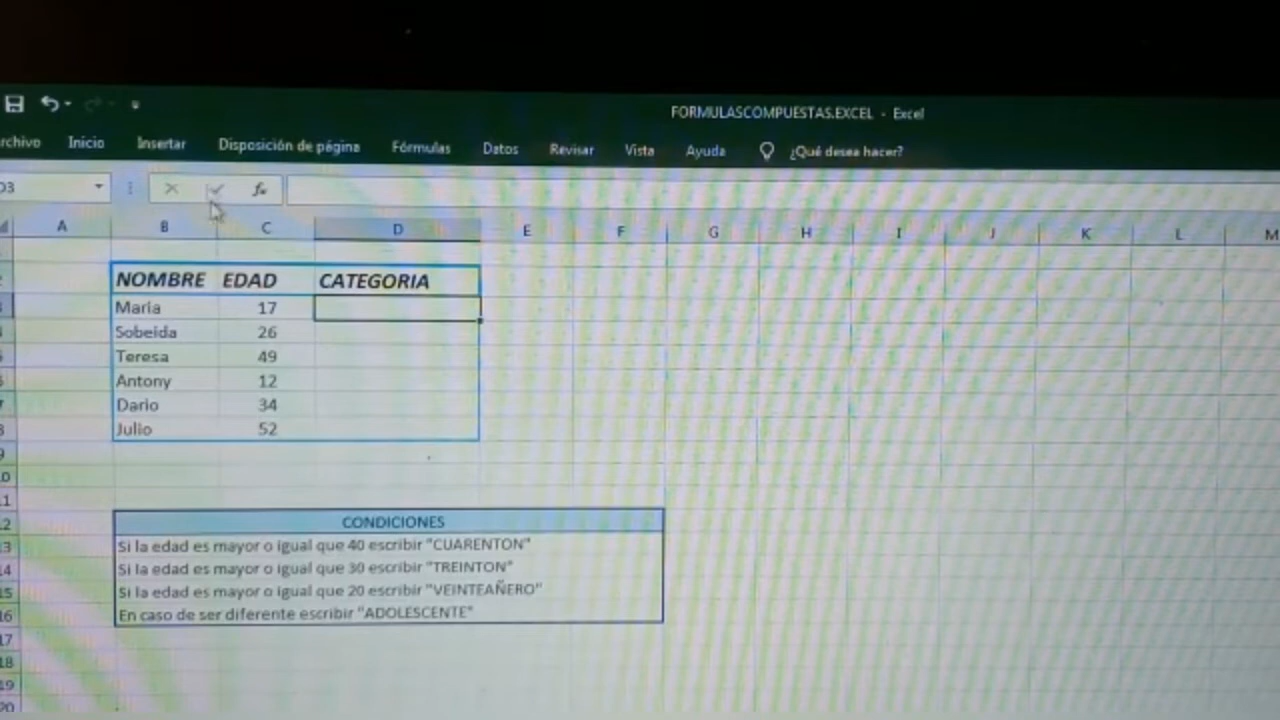 FORMULASCOMPUESTAS.EXCEL - Excel
rchivo Inicio Insertar Disposición de página Fórmulas Datos Revisar Vista Ayuda ¿Qué desea hacer?
D3 fx
A B C D E F G H I J K L M
NOMBRE EDAD CATEGORIA
Maria 17
Sobeida 26
Teresa 49
Antony 12
Dario 34
Julio 52
CONDICIONES
Si la edad es mayor o igual que 40 escribir "CUARENTON"
Si la edad es mayor o igual que 30 escribir "TREINTON"
Si la edad es mayor o igual que 20 escribir "VEINTEAÑERO"
En caso de ser diferente escribir "ADOLESCENTE"